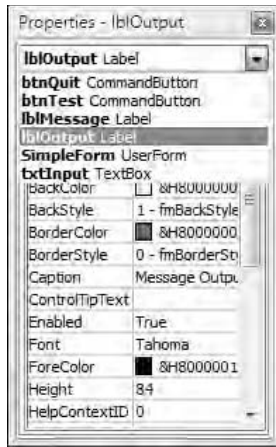 Properties - lblOutput
lblOutput Label
btnQuit CommandButton
btnTest CommandButton
lblMessage Label
lblOutput Label
SimpleForm UserForm
txtInput TextBox
BackColor &H8000000
BackStyle 1 - fmBackStyle
BorderColor &H8000000
BorderStyle 0 - fmBorderSt
Caption Message Outpu
ControlTipText
Enabled True
Font Tahoma
ForeColor &H8000001
Height 84
HelpContextID 0